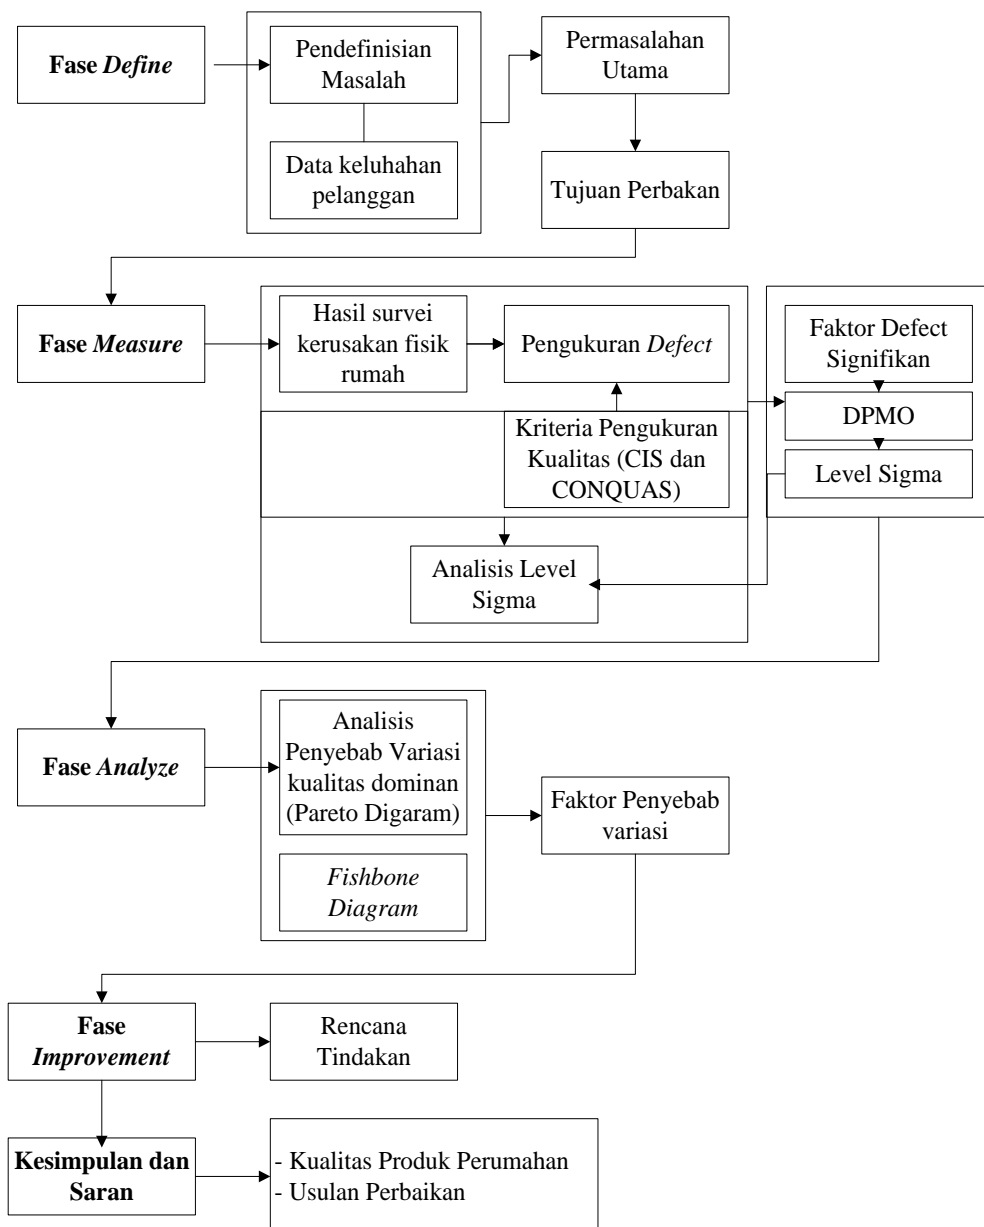 Fase Define
Pendefinisian
Masalah
Data keluhahan
pelanggan
Permasalahan
Utama
Tujuan Perbakan
Fase Measure
Hasil survei
kerusakan fisik
rumah
Pengukuran Defect
Kriteria Pengukuran
Kualitas (CIS dan
CONQUAS)
Faktor Defect
Signifikan
DPMO
Level Sigma
Analisis Level
Sigma
Fase Analyze
Analisis
Penyebab Variasi
kualitas dominan
(Pareto Digaram)
Fishbone
Diagram
Faktor Penyebab
variasi
Fase
Improvement
Rencana
Tindakan
Kesimpulan dan
Saran
- Kualitas Produk Perumahan
- Usulan Perbaikan